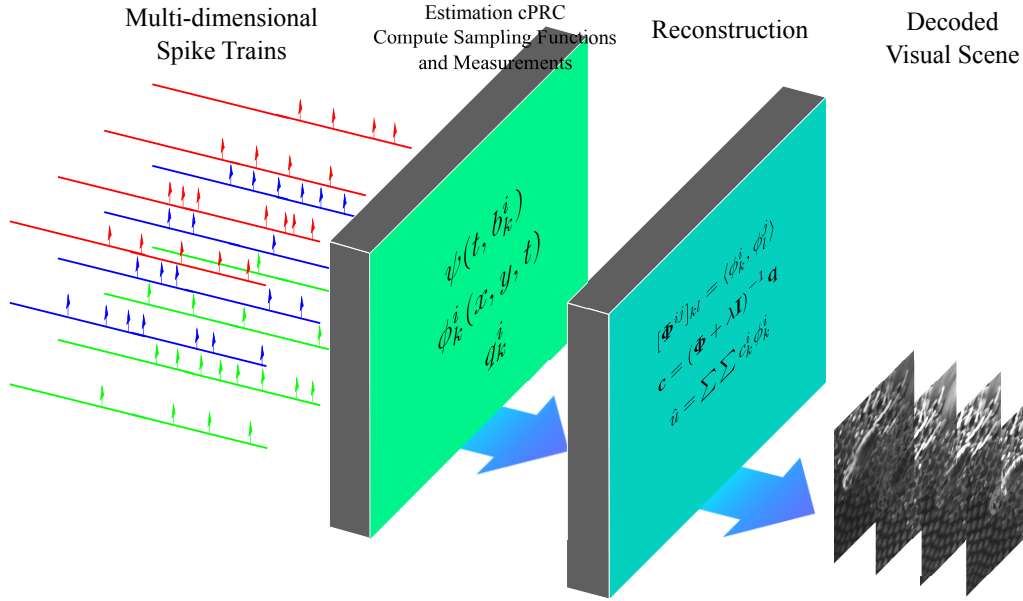 Multi-dimensional
Spike Trains
Estimation cPRC
Compute Sampling Functions
and Measurements
Reconstruction
Decoded
Visual Scene
ψ(t, b_k^i)
ϕ_k^i(x, y, t)
q_k^i
[Φ^{ij}]_{kl} = ⟨ϕ_k^i, ϕ_l^j⟩
c = (Φ + λI)^{-1} q
û = ∑∑ c_k^i ϕ_k^i